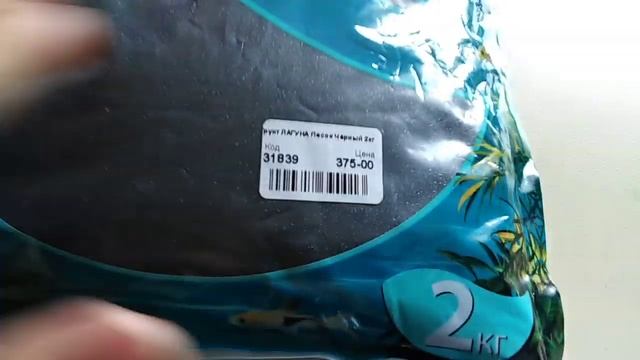 рунт ЛАГУНА Песок Черный 2кг
Код Цена
31839 375-00
2кг